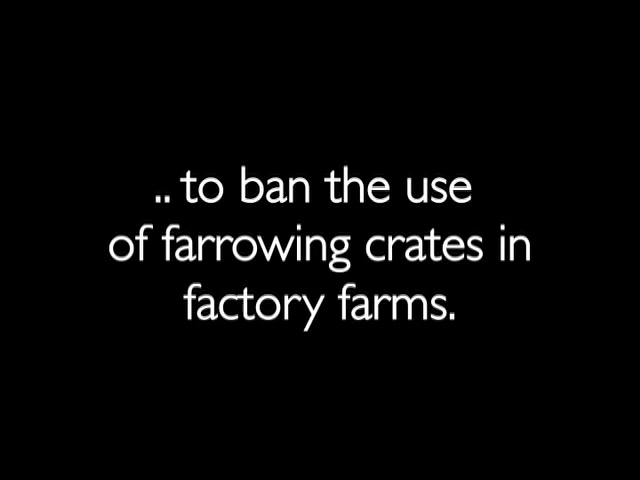 .. to ban the use
of farrowing crates in
factory farms.